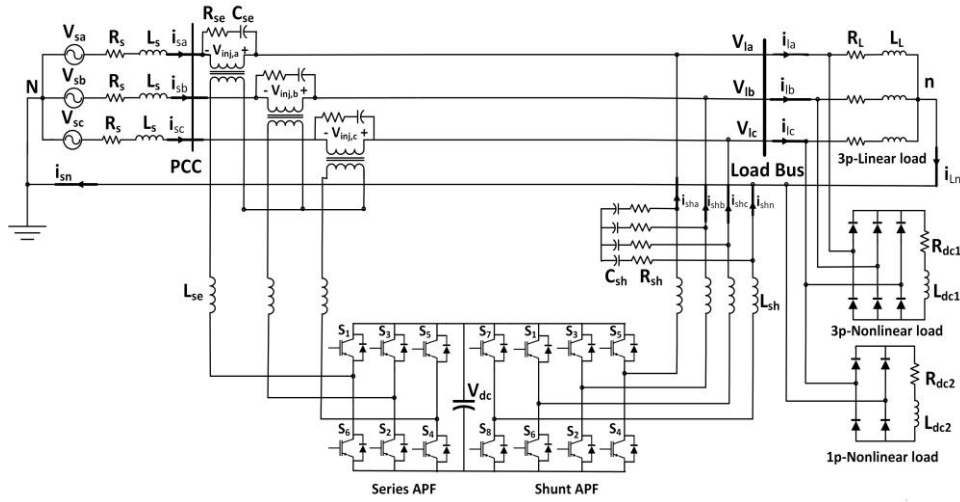 Rse Cse
Vsa Rs Ls isa
- Vinj,a +
Vla ila RL LL
N Vsb Rs Ls isb
- Vinj,b +
Vlb ilb n
Vsc Rs Ls isc
- Vinj,c +
Vlc ilc
3p-Linear load
PCC
Load Bus
isn
iLn
isha ishb ishc ishn
Csh Rsh
Rdc1
Ldc1
3p-Nonlinear load
Lse
Lsh
S1 S3 S5 S7 S1 S3 S5
Vdc
Rdc2
Ldc2
S6 S2 S4 S8 S6 S2 S4
1p-Nonlinear load
Series APF
Shunt APF